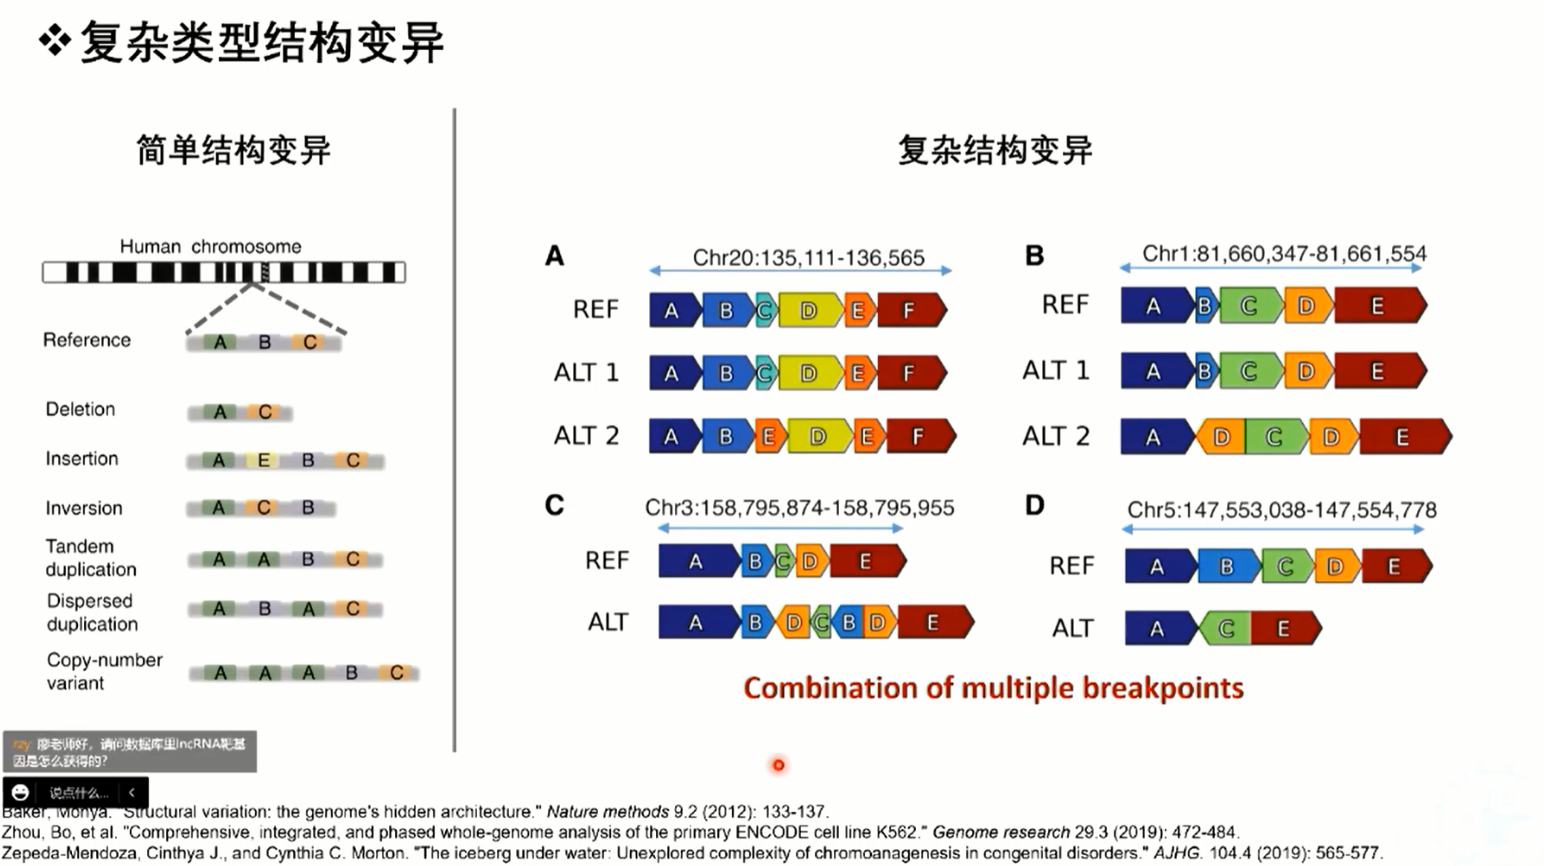 ❖复杂类型结构变异
简单结构变异
Human chromosome
Reference A B C
Deletion A C
Insertion A E B C
Inversion A C B
Tandem
duplication A A B C
Dispersed
duplication A B A C
Copy-number
variant A A A B C
复杂结构变异
A Chr20:135,111-136,565
REF A B C D E F
ALT 1 A B C D E F
ALT 2 A B E D E F
B Chr1:81,660,347-81,661,554
REF A B C D E
ALT 1 A B C D E
ALT 2 A D C D E
C Chr3:158,795,874-158,795,955
REF A B C D E
ALT A B D C B D E
D Chr5:147,553,038-147,554,778
REF A B C D E
ALT A C E
Combination of multiple breakpoints
rzy 廖老师好，请问数据库里lncRNA靶基
因是怎么获得的？
说点什么... <
Baker, Monya. "Structural variation: the genome's hidden architecture." Nature methods 9.2 (2012): 133-137.
Zhou, Bo, et al. "Comprehensive, integrated, and phased whole-genome analysis of the primary ENCODE cell line K562." Genome research 29.3 (2019): 472-484.
Zepeda-Mendoza, Cinthya J., and Cynthia C. Morton. "The iceberg under water: Unexplored complexity of chromoanagenesis in congenital disorders." AJHG. 104.4 (2019): 565-577.